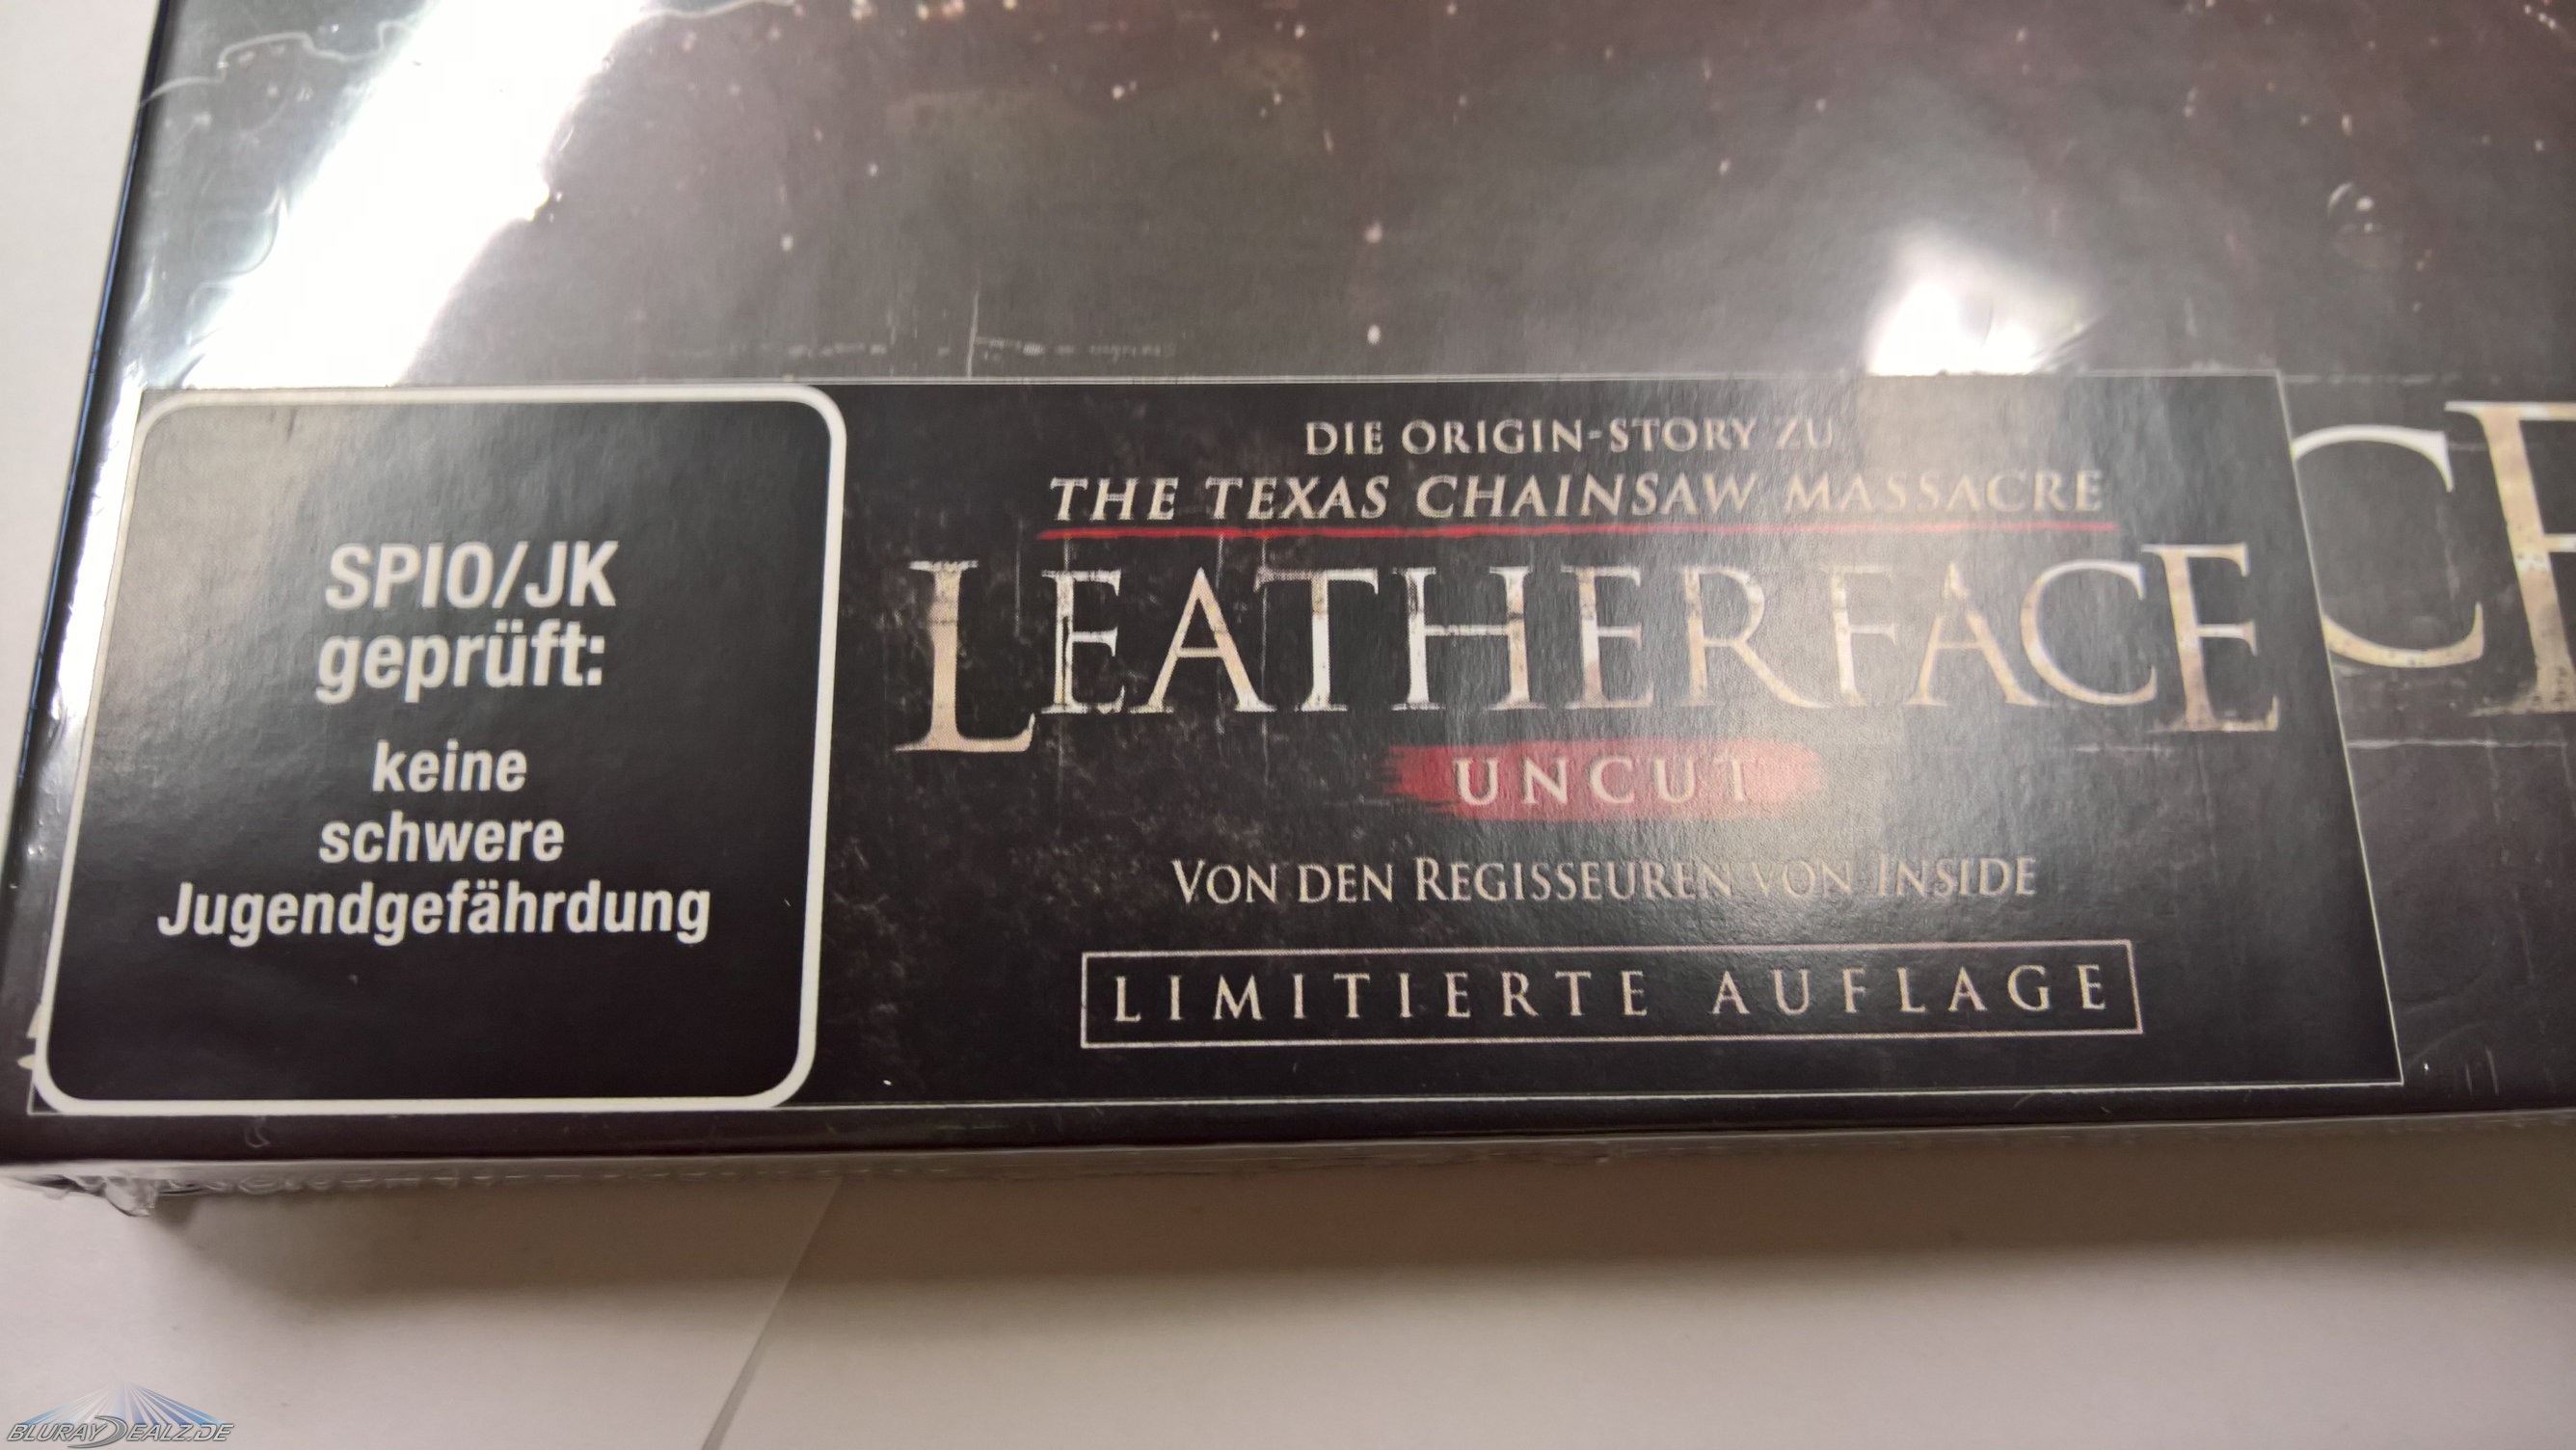 SPIO/JK
geprüft:
keine
schwere
Jugendgefährdung
DIE ORIGIN-STORY ZU
THE TEXAS CHAINSAW MASSACRE
LEATHERFACE
UNCUT
VON DEN REGISSEUREN VON INSIDE
LIMITIERTE AUFLAGE
CE
BLURAYDEALZ.DE